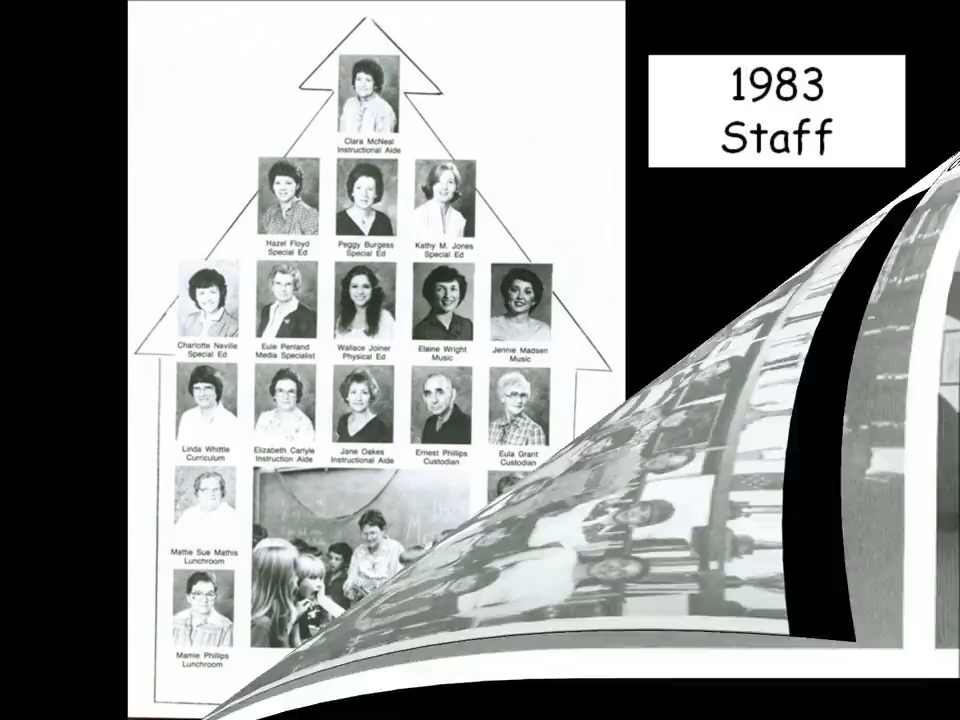 1983
Staff
Clara McNeal
Instructional Aide
Hazel Floyd
Special Ed
Peggy Burgess
Special Ed
Kathy M. Jones
Special Ed
Charlotte Neville
Special Ed
Eule Penland
Media Specialist
Wallace Joiner
Physical Ed
Elaine Wright
Music
Jennie Madsen
Music
Linda Whittle
Curriculum
Elizabeth Carlyle
Instruction Aide
Jane Oakes
Instructional Aide
Ernest Phillips
Custodian
Eula Grant
Custodian
Mattie Sue Mathis
Lunchroom
Mamie Phillips
Lunchroom